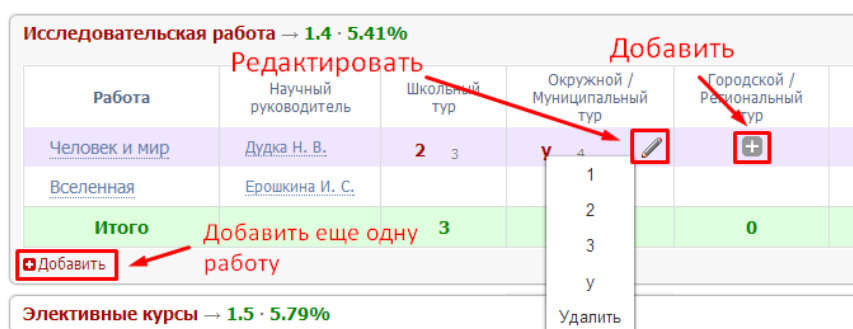 Исследовательская работа → 1.4 · 5.41%
Добавить
Редактировать
Работа
Научный
руководитель
Школьный
тур
Окружной /
Муниципальный
тур
Городской /
Региональный
тур
Человек и мир Дудка Н. В. 2 3 у 4
Вселенная Ерошкина И. С.
1
2
3
у
Удалить
Итого 3 0
Добавить еще одну
работу
Добавить
Элективные курсы → 1.5 · 5.79%